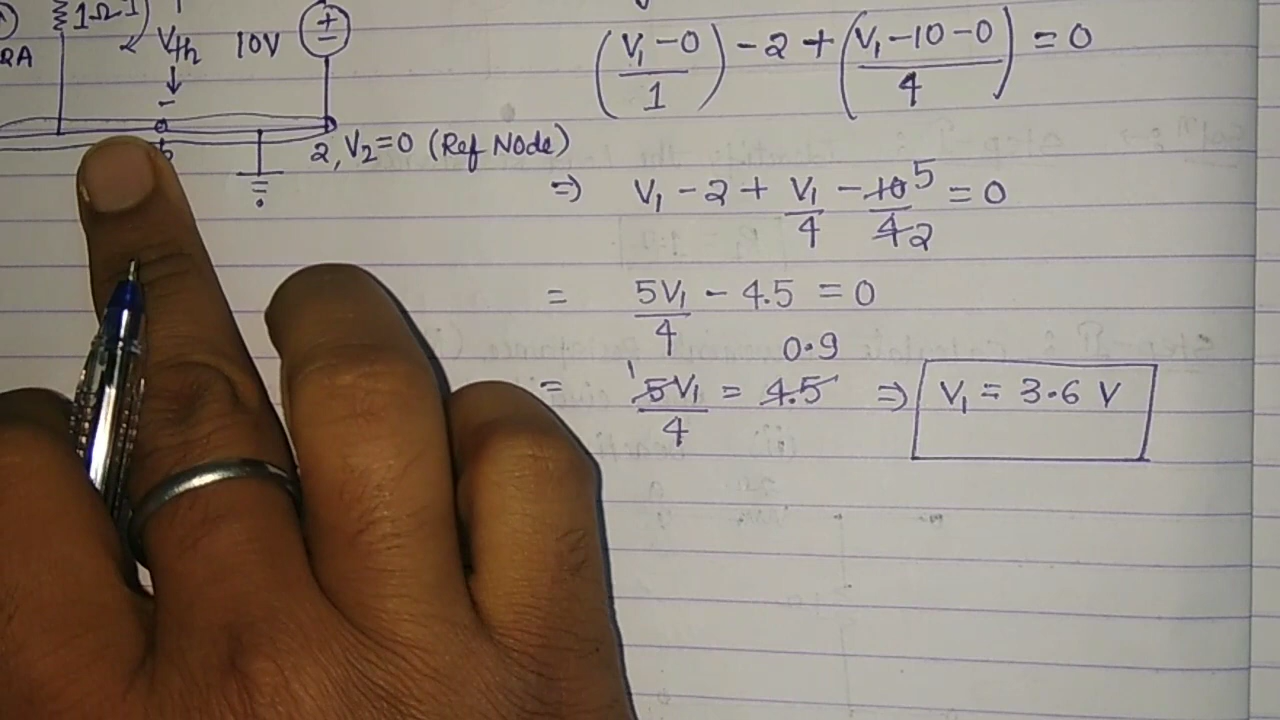 1Ω
2A
Vth
10V
+
-
-
2, V2=0 (Ref Node)
(V1-0)/1 - 2 + (V1-10-0)/4 = 0
⇒ V1 - 2 + V1/4 - 10/4 5/2 = 0
= 5V1/4 - 4.5 = 0
0.9
= 1 5V1/4 = 4.5 ⇒ V1 = 3.6 V